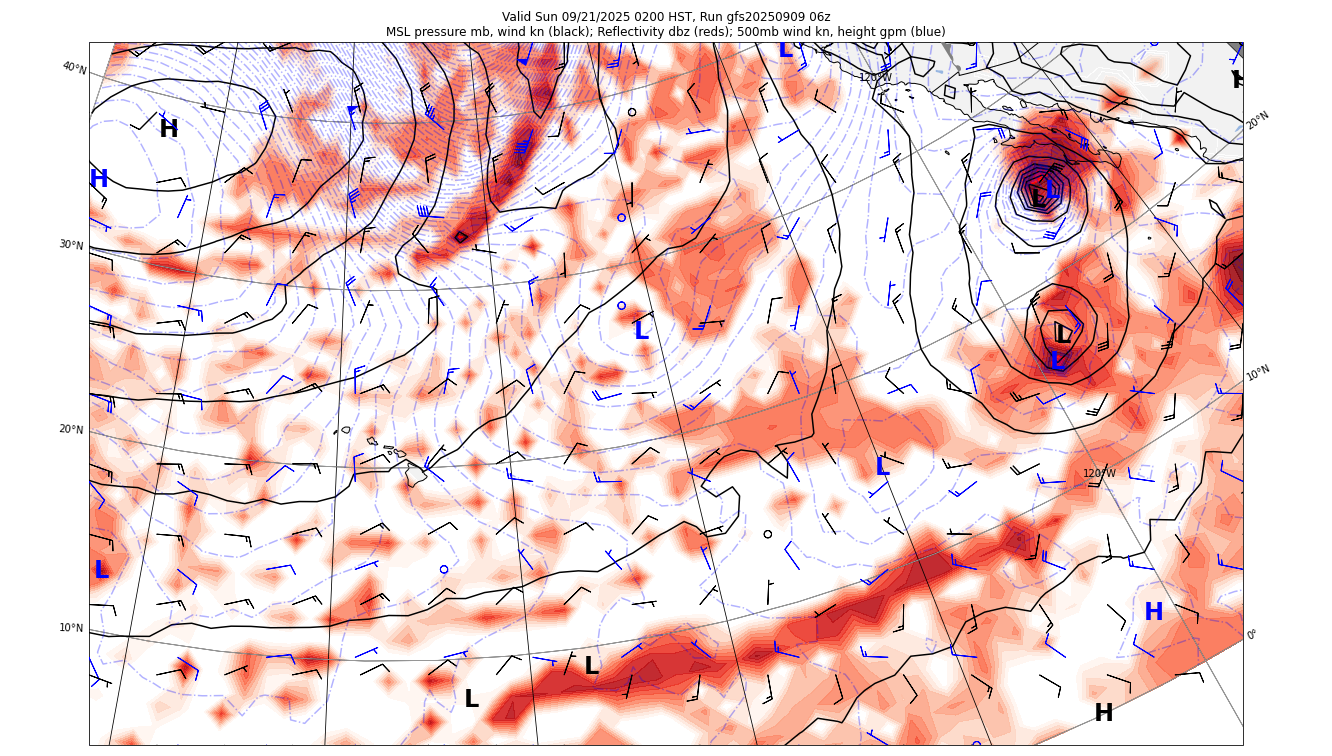 Valid Sun 09/21/2025 0200 HST, Run gfs20250909 06z
MSL pressure mb, wind kn (black); Reflectivity dbz (reds); 500mb wind kn, height gpm (blue)
L
40°N
120°W
H
20°N
H
H
L
L
30°N
L
L
L
10°N
20°N
L
120°W
L
H
10°N
0°
L
L
H